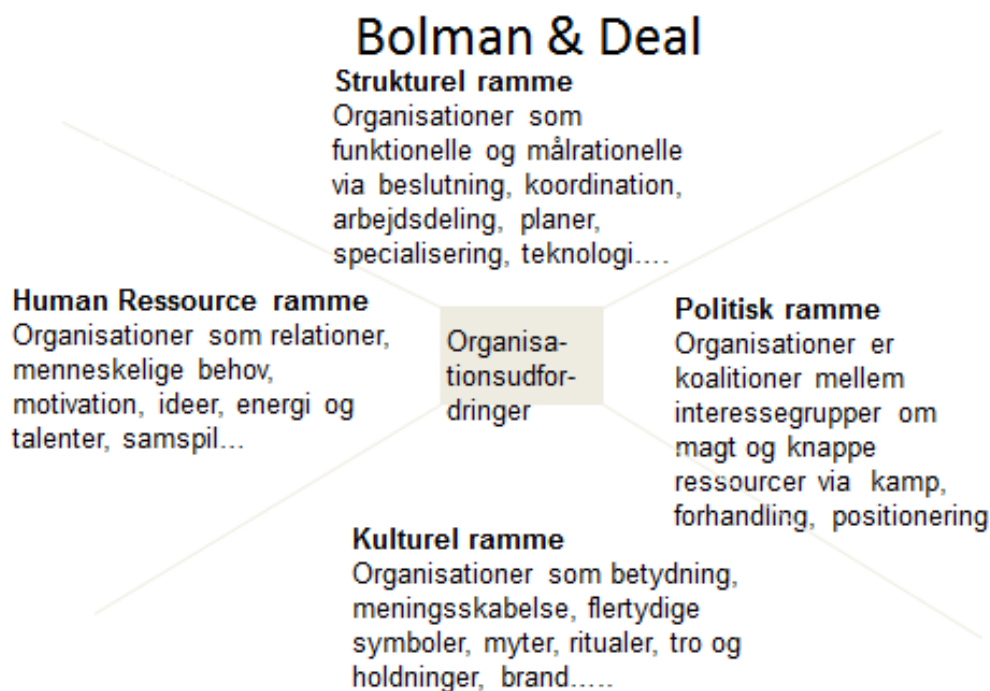 Bolman & Deal
Strukturel ramme
Organisationer som
funktionelle og målrationelle
via beslutning, koordination,
arbejdsdeling, planer,
specialisering, teknologi....
Human Ressource ramme
Organisationer som relationer,
menneskelige behov,
motivation, ideer, energi og
talenter, samspil...
Organisa-
tionsudfor-
dringer
Politisk ramme
Organisationer er
koalitioner mellem
interessegrupper om
magt og knappe
ressourcer via kamp,
forhandling, positionering
Kulturel ramme
Organisationer som betydning,
meningsskabelse, flertydige
symboler, myter, ritualer, tro og
holdninger, brand.....